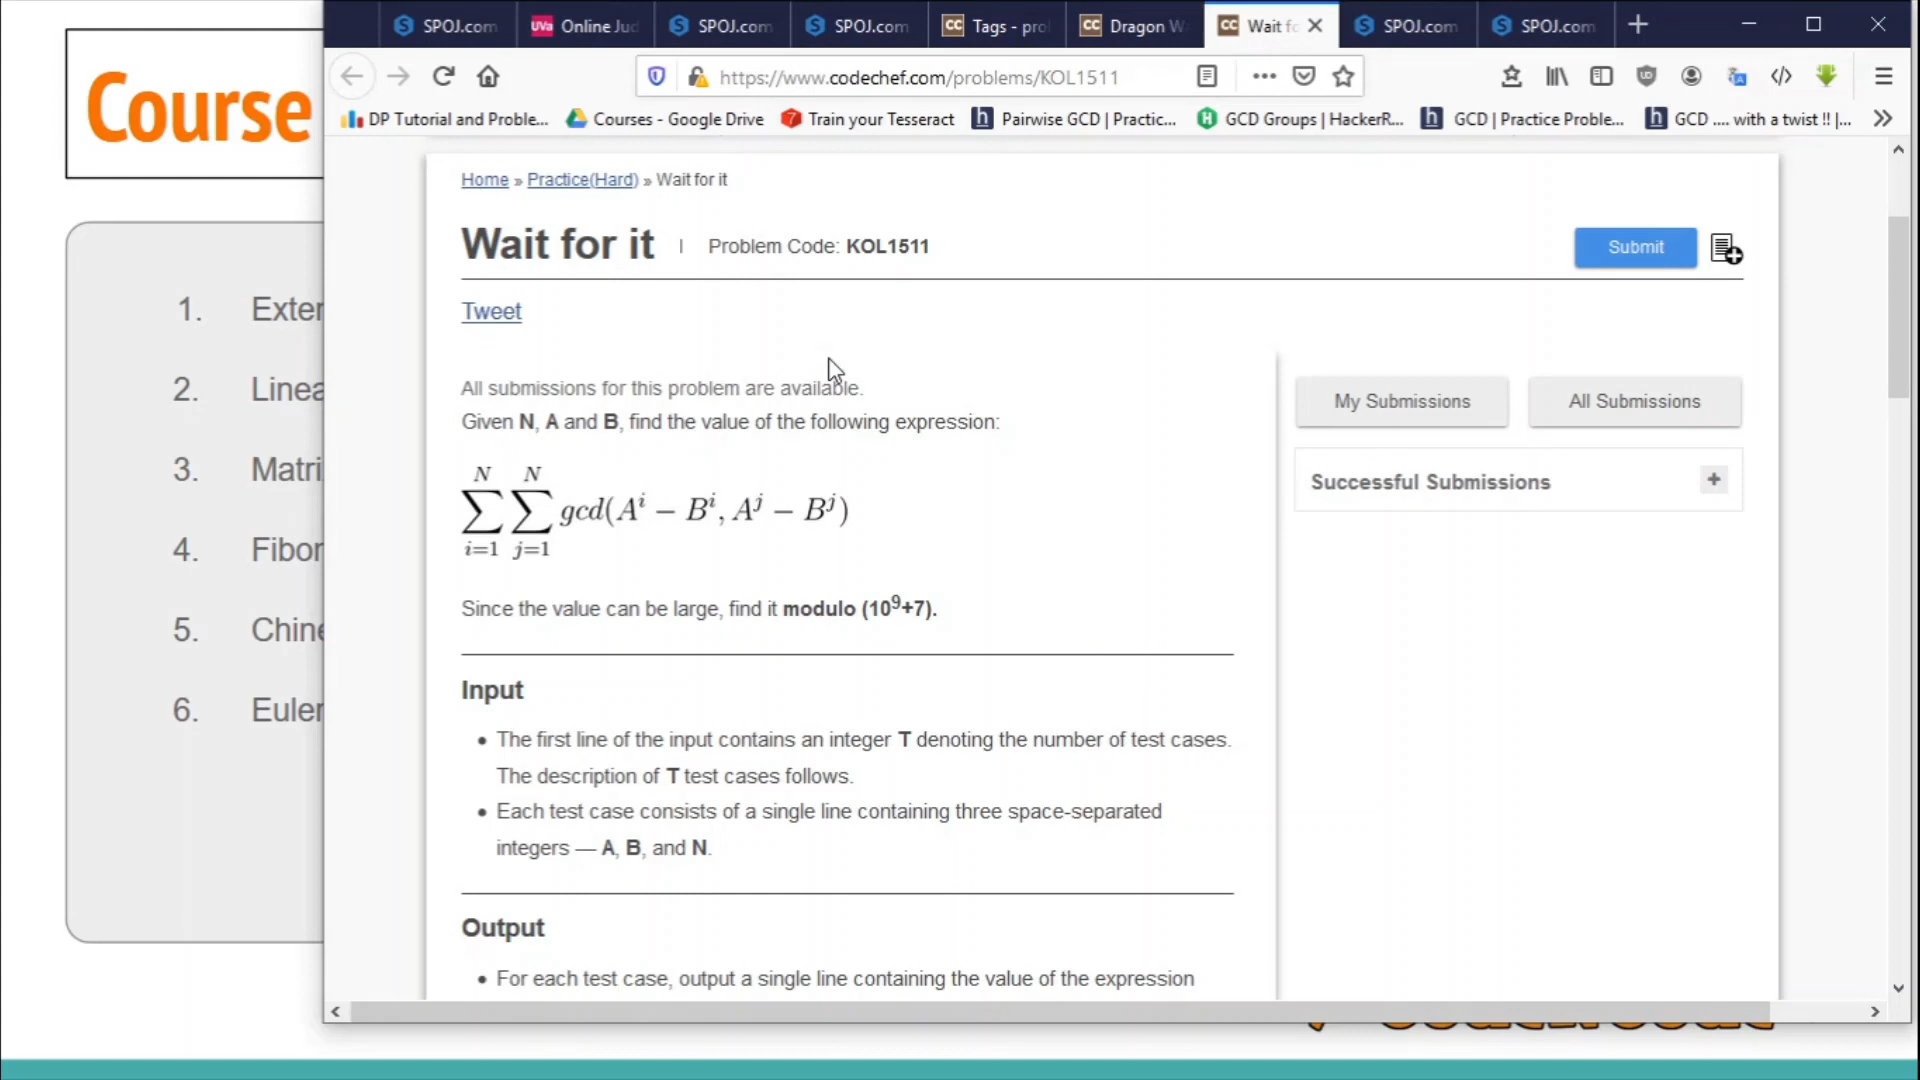 Course
1. Exter
2. Linea
3. Matri
4. Fibor
5. Chine
6. Euler
SPOJ.com
UVa Online Jud
SPOJ.com
SPOJ.com
CC Tags - pro
CC Dragon W
CC Wait fo
SPOJ.com
SPOJ.com
https://www.codechef.com/problems/KOL1511
DP Tutorial and Proble...
Courses - Google Drive
Train your Tesseract
h Pairwise GCD | Practic...
GCD Groups | HackerR...
h GCD | Practice Proble...
h GCD .... with a twist !! |...
Home » Practice(Hard) » Wait for it
Wait for it | Problem Code: KOL1511
Submit
Tweet
All submissions for this problem are available.
Given N, A and B, find the value of the following expression:
∑_{i=1}^{N} ∑_{j=1}^{N} gcd(A^i − B^i, A^j − B^j)
Since the value can be large, find it modulo (10^9+7).
Input
• The first line of the input contains an integer T denoting the number of test cases.
The description of T test cases follows.
• Each test case consists of a single line containing three space-separated
integers — A, B, and N.
Output
• For each test case, output a single line containing the value of the expression
My Submissions
All Submissions
Successful Submissions